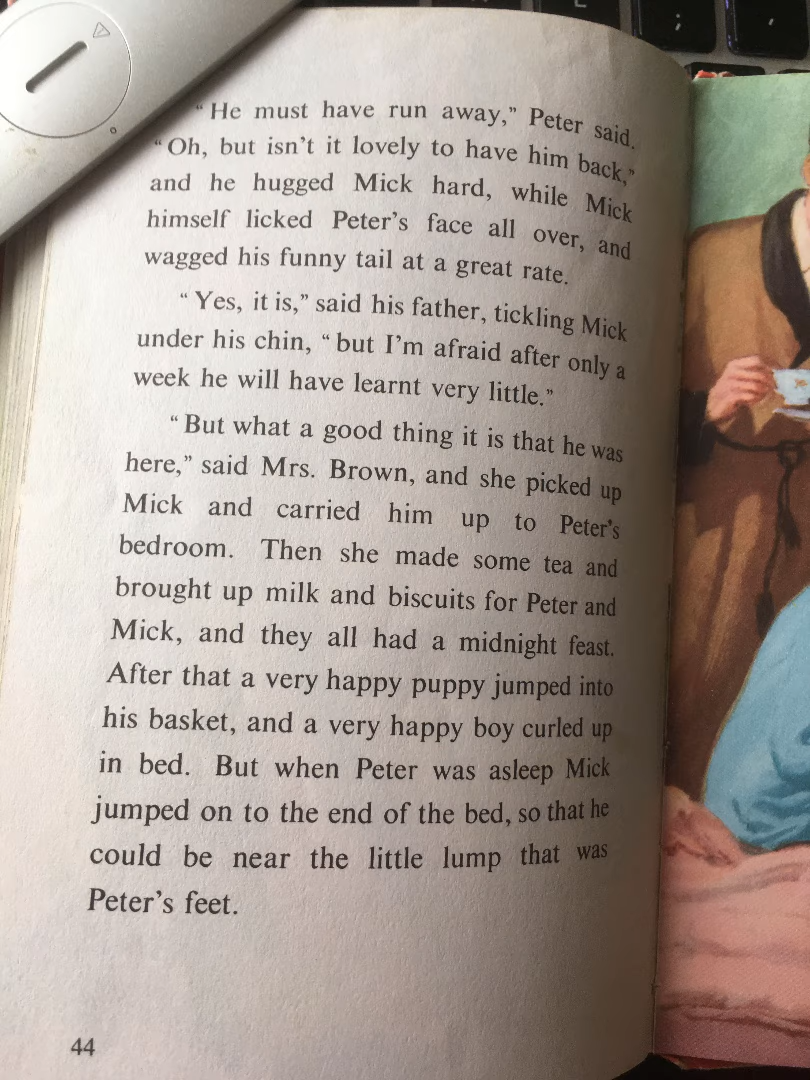 “He must have run away,” Peter said.
“Oh, but isn’t it lovely to have him back,”
and he hugged Mick hard, while Mick
himself licked Peter’s face all over, and
wagged his funny tail at a great rate.
“Yes, it is,” said his father, tickling Mick
under his chin, “but I’m afraid after only a
week he will have learnt very little.”
“But what a good thing it is that he was
here,” said Mrs. Brown, and she picked up
Mick and carried him up to Peter’s
bedroom. Then she made some tea and
brought up milk and biscuits for Peter and
Mick, and they all had a midnight feast.
After that a very happy puppy jumped into
his basket, and a very happy boy curled up
in bed. But when Peter was asleep Mick
jumped on to the end of the bed, so that he
could be near the little lump that was
Peter’s feet.
44